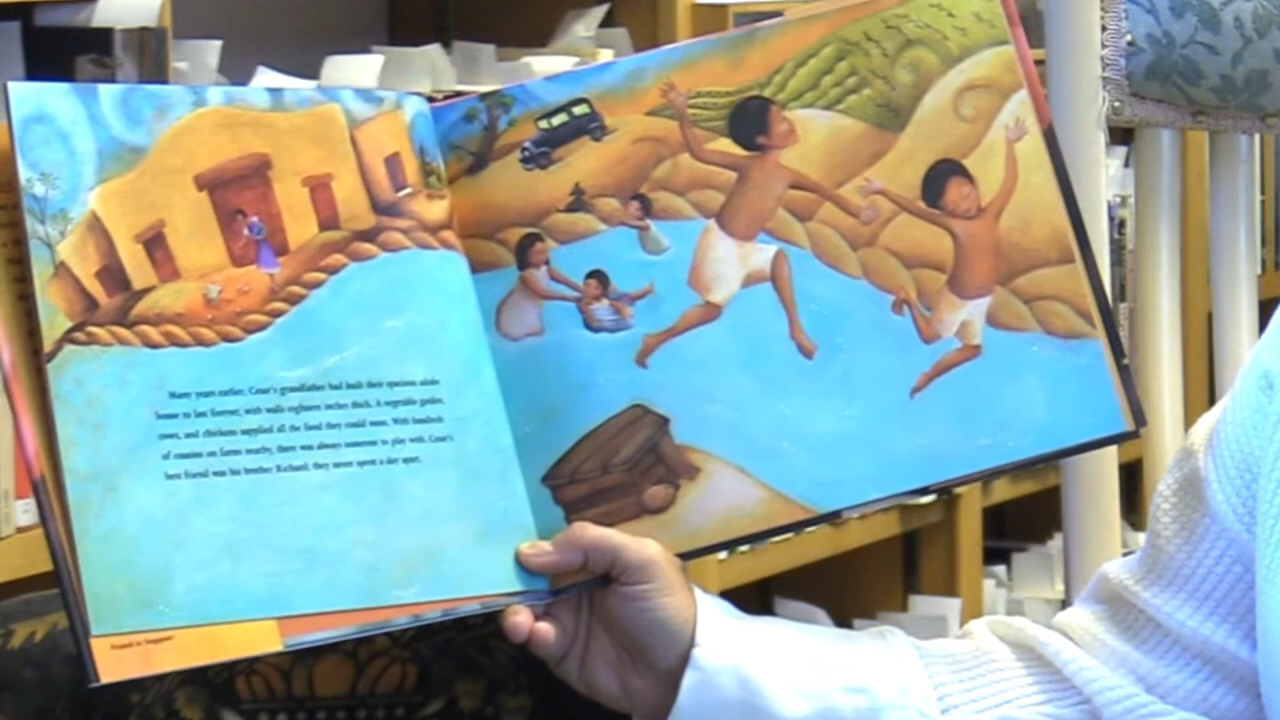 Many years earlier, Cesar's grandfather had built their spacious adobe
home to last forever, with walls eighteen inches thick. A vegetable garden,
cows, and chickens supplied all the food they could want. With hundreds
of cousins on farms nearby, there was always someone to play with. Cesar's
best friend was his brother Richard; they never spent a day apart.